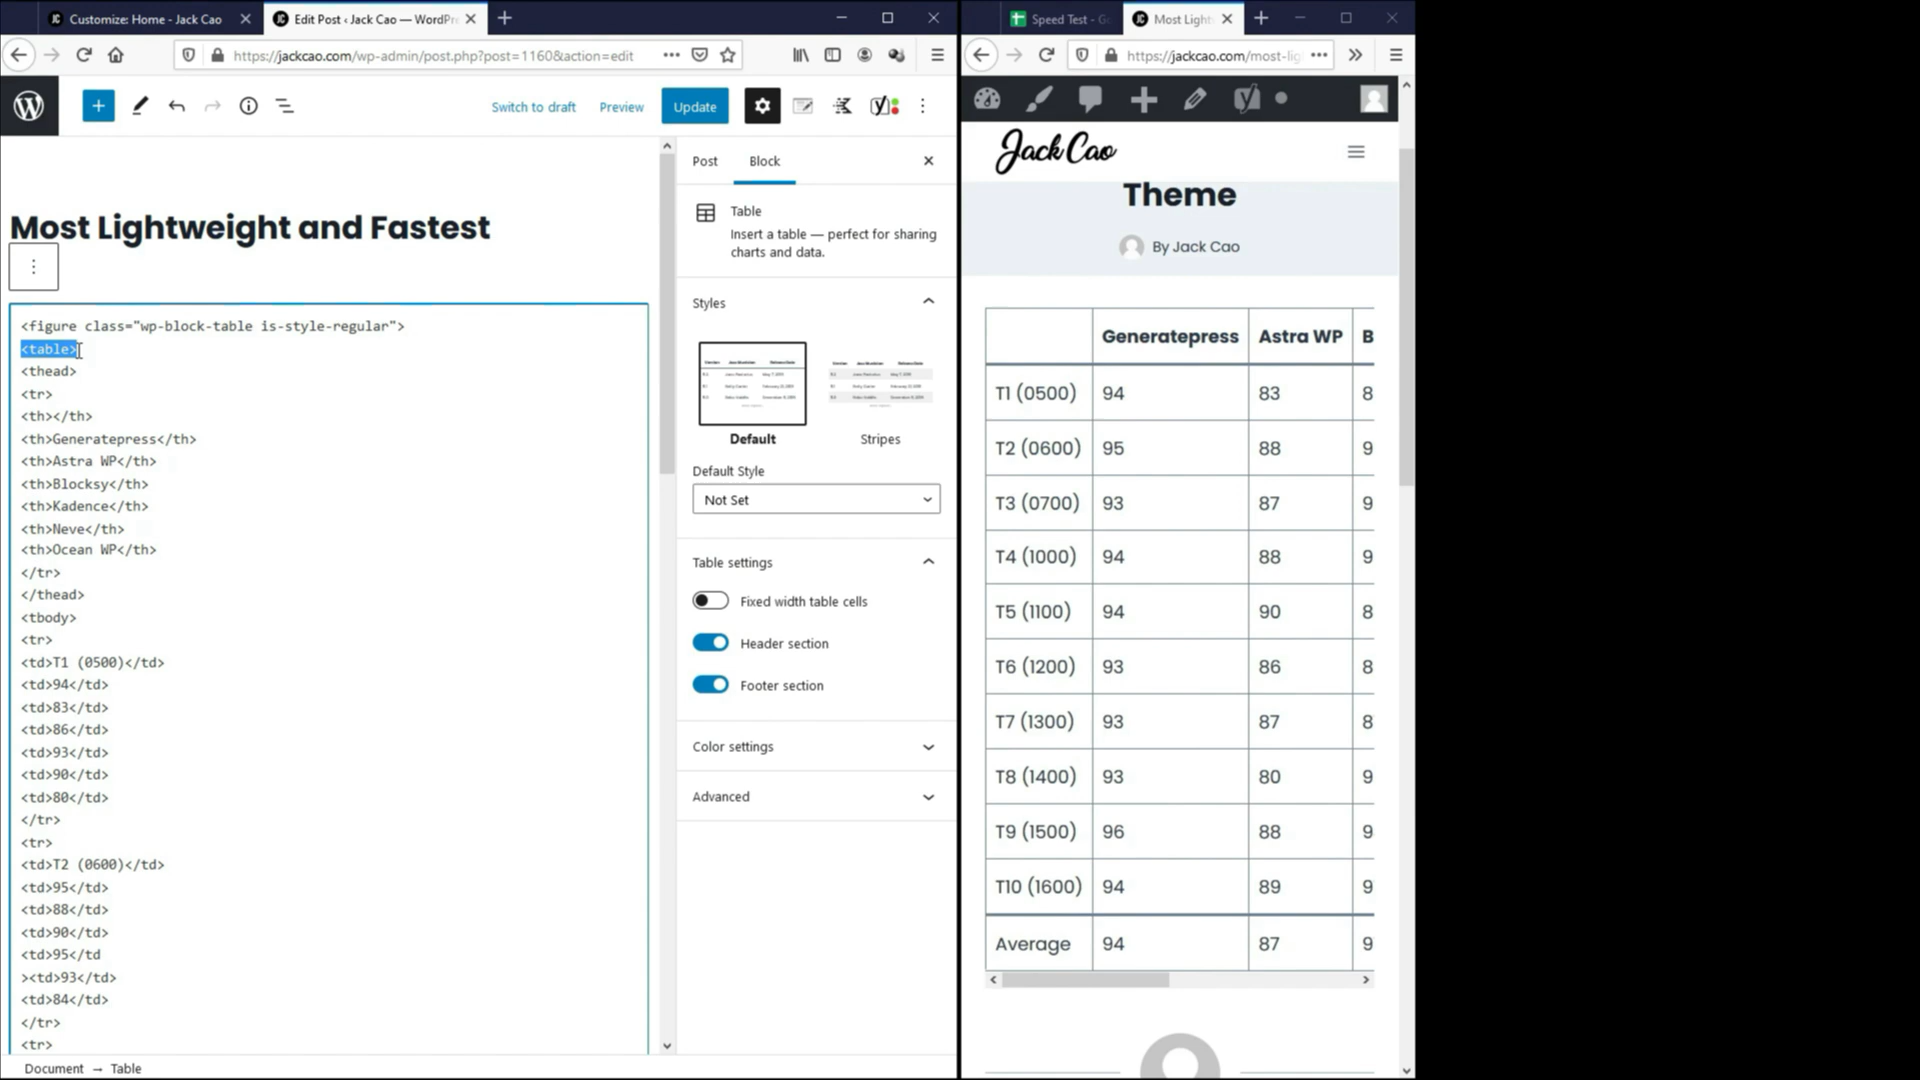 Customize: Home - Jack Cao
Edit Post ‹ Jack Cao — WordPre
https://jackcao.com/wp-admin/post.php?post=1160&action=edit
Switch to draft
Preview
Update
Most Lightweight and Fastest
<figure class="wp-block-table is-style-regular">
<table>
<thead>
<tr>
<th></th>
<th>Generatepress</th>
<th>Astra WP</th>
<th>Blocksy</th>
<th>Kadence</th>
<th>Neve</th>
<th>Ocean WP</th>
</tr>
</thead>
<tbody>
<tr>
<td>T1 (0500)</td>
<td>94</td>
<td>83</td>
<td>86</td>
<td>93</td>
<td>90</td>
<td>80</td>
</tr>
<tr>
<td>T2 (0600)</td>
<td>95</td>
<td>88</td>
<td>90</td>
<td>95</td
><td>93</td>
<td>84</td>
</tr>
<tr>
Document → Table
Post
Block
Table
Insert a table — perfect for sharing
charts and data.
Styles
Default
Stripes
Default Style
Not Set
Table settings
Fixed width table cells
Header section
Footer section
Color settings
Advanced
Speed Test - Go
Most Light
https://jackcao.com/most-lig
Jack Cao
Theme
By Jack Cao
Generatepress Astra WP B
T1 (0500) 94 83 8
T2 (0600) 95 88 9
T3 (0700) 93 87 9
T4 (1000) 94 88 9
T5 (1100) 94 90 8
T6 (1200) 93 86 8
T7 (1300) 93 87 8
T8 (1400) 93 80 9
T9 (1500) 96 88 9
T10 (1600) 94 89 9
Average 94 87 9